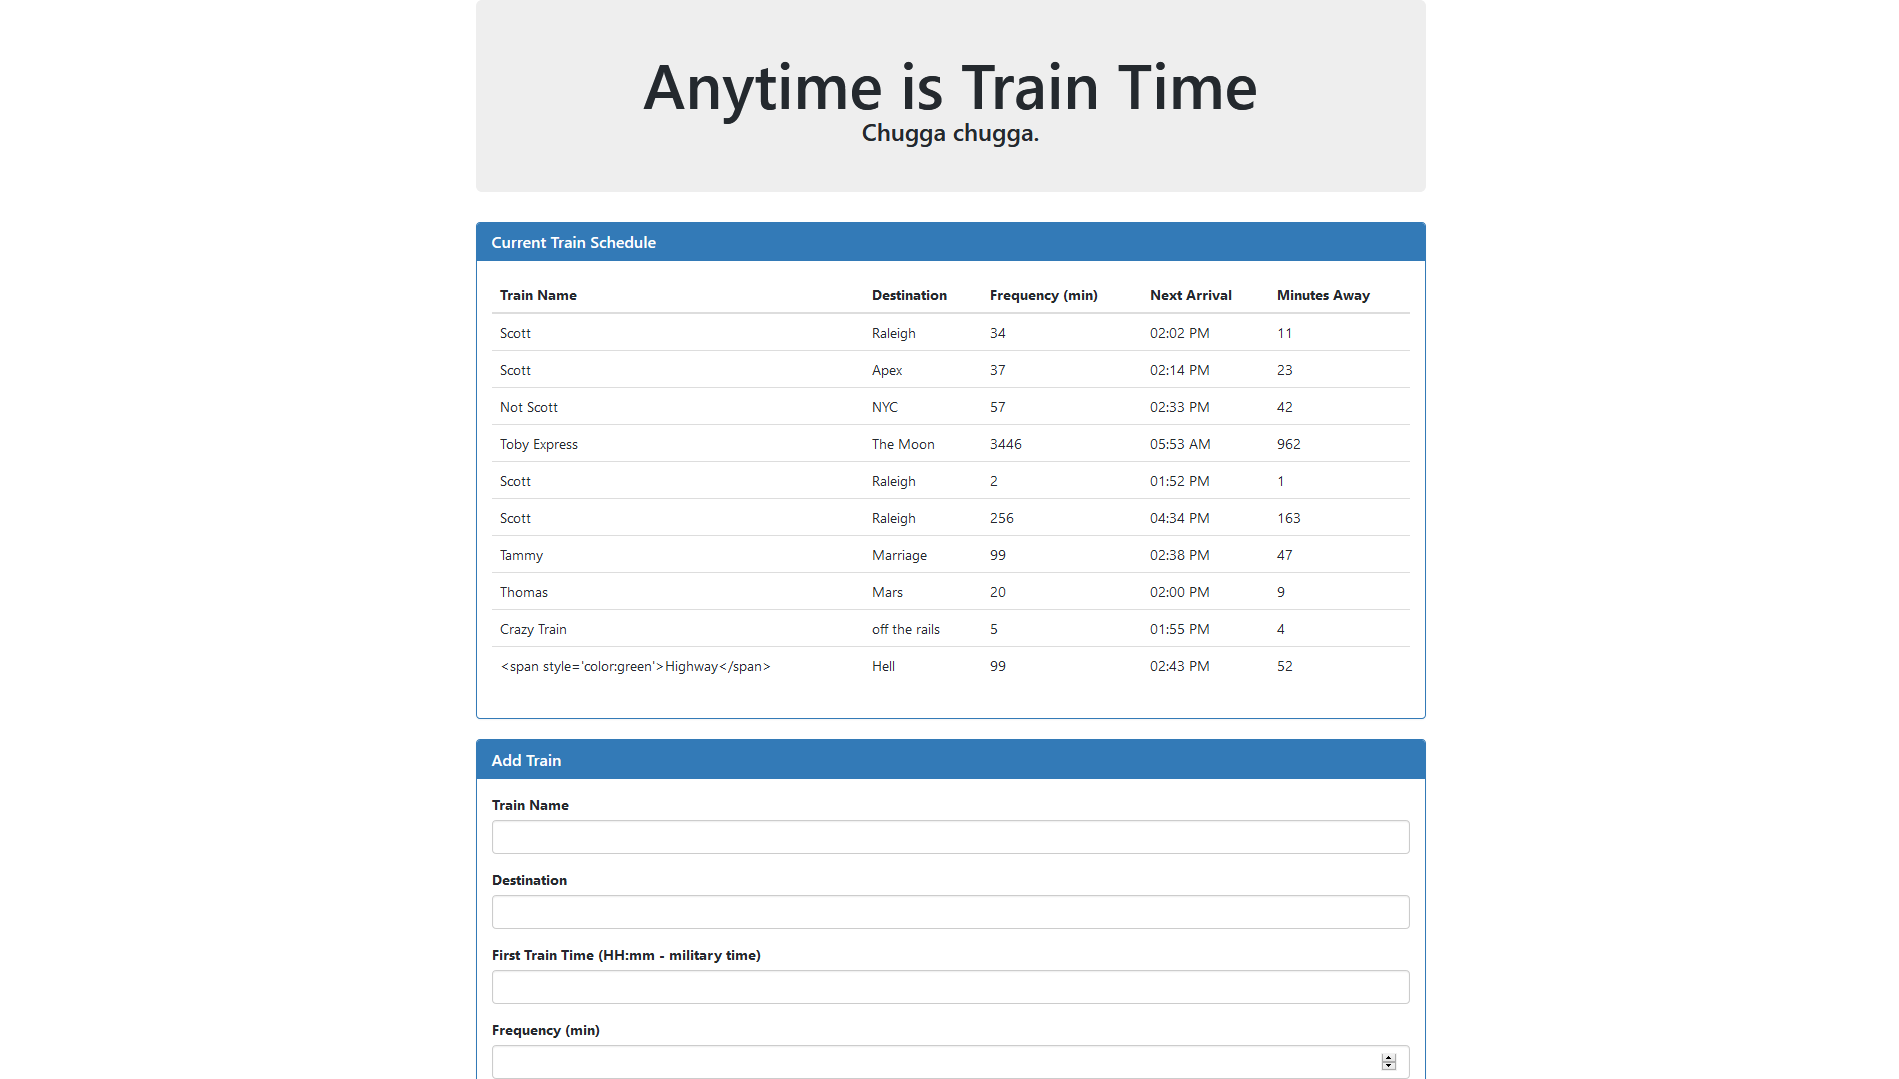 Anytime is Train Time
Chugga chugga.
Current Train Schedule
Train Name Destination Frequency (min) Next Arrival Minutes Away
Scott Raleigh 34 02:02 PM 11
Scott Apex 37 02:14 PM 23
Not Scott NYC 57 02:33 PM 42
Toby Express The Moon 3446 05:53 AM 962
Scott Raleigh 2 01:52 PM 1
Scott Raleigh 256 04:34 PM 163
Tammy Marriage 99 02:38 PM 47
Thomas Mars 20 02:00 PM 9
Crazy Train off the rails 5 01:55 PM 4
<span style='color:green'>Highway</span> Hell 99 02:43 PM 52
Add Train
Train Name
Destination
First Train Time (HH:mm - military time)
Frequency (min)